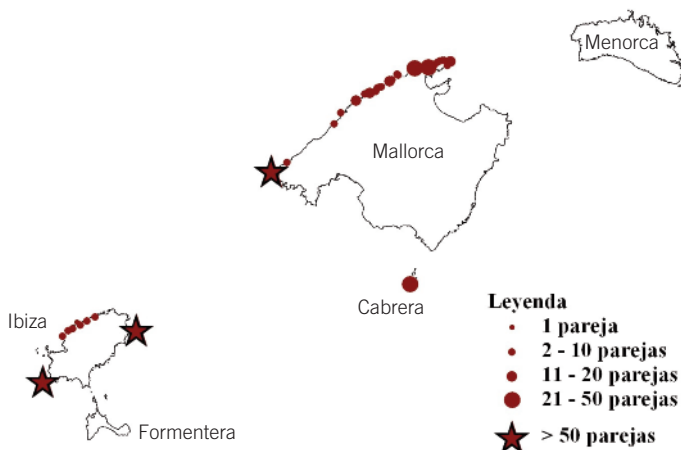 Menorca
Mallorca
Cabrera
Ibiza
Formentera
Leyenda
1 pareja
2 - 10 parejas
11 - 20 parejas
21 - 50 parejas
> 50 parejas